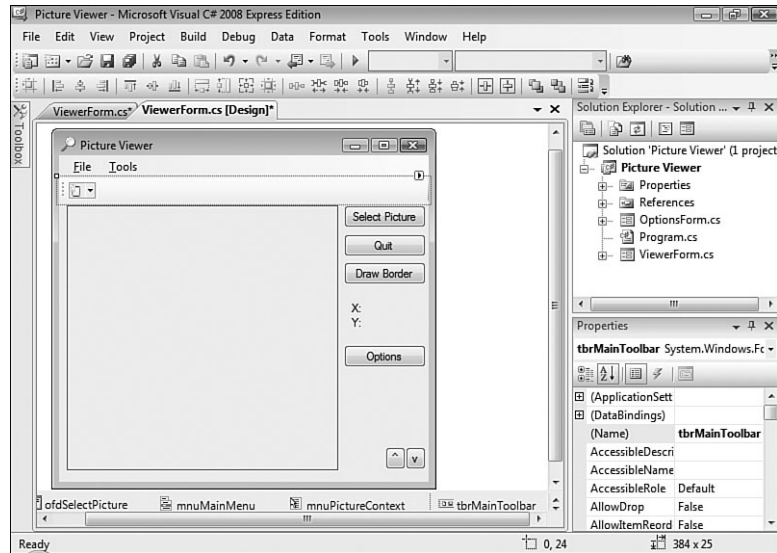 Picture Viewer - Microsoft Visual C# 2008 Express Edition
File Edit View Project Build Debug Data Format Tools Window Help
Toolbox
ViewerForm.cs* ViewerForm.cs [Design]*
Picture Viewer
File Tools
Select Picture
Quit
Draw Border
X:
Y:
Options
^ v
ofdSelectPicture mnuMainMenu mnuPictureContext tbrMainToolbar
Solution Explorer - Solution ...
Solution 'Picture Viewer' (1 project
Picture Viewer
Properties
References
OptionsForm.cs
Program.cs
ViewerForm.cs
Properties
tbrMainToolbar System.Windows.Fc
(ApplicationSett
(DataBindings)
(Name) tbrMainToolbar
AccessibleDescri
AccessibleName
AccessibleRole Default
AllowDrop False
AllowItemReord False
Ready 0, 24 384 x 25